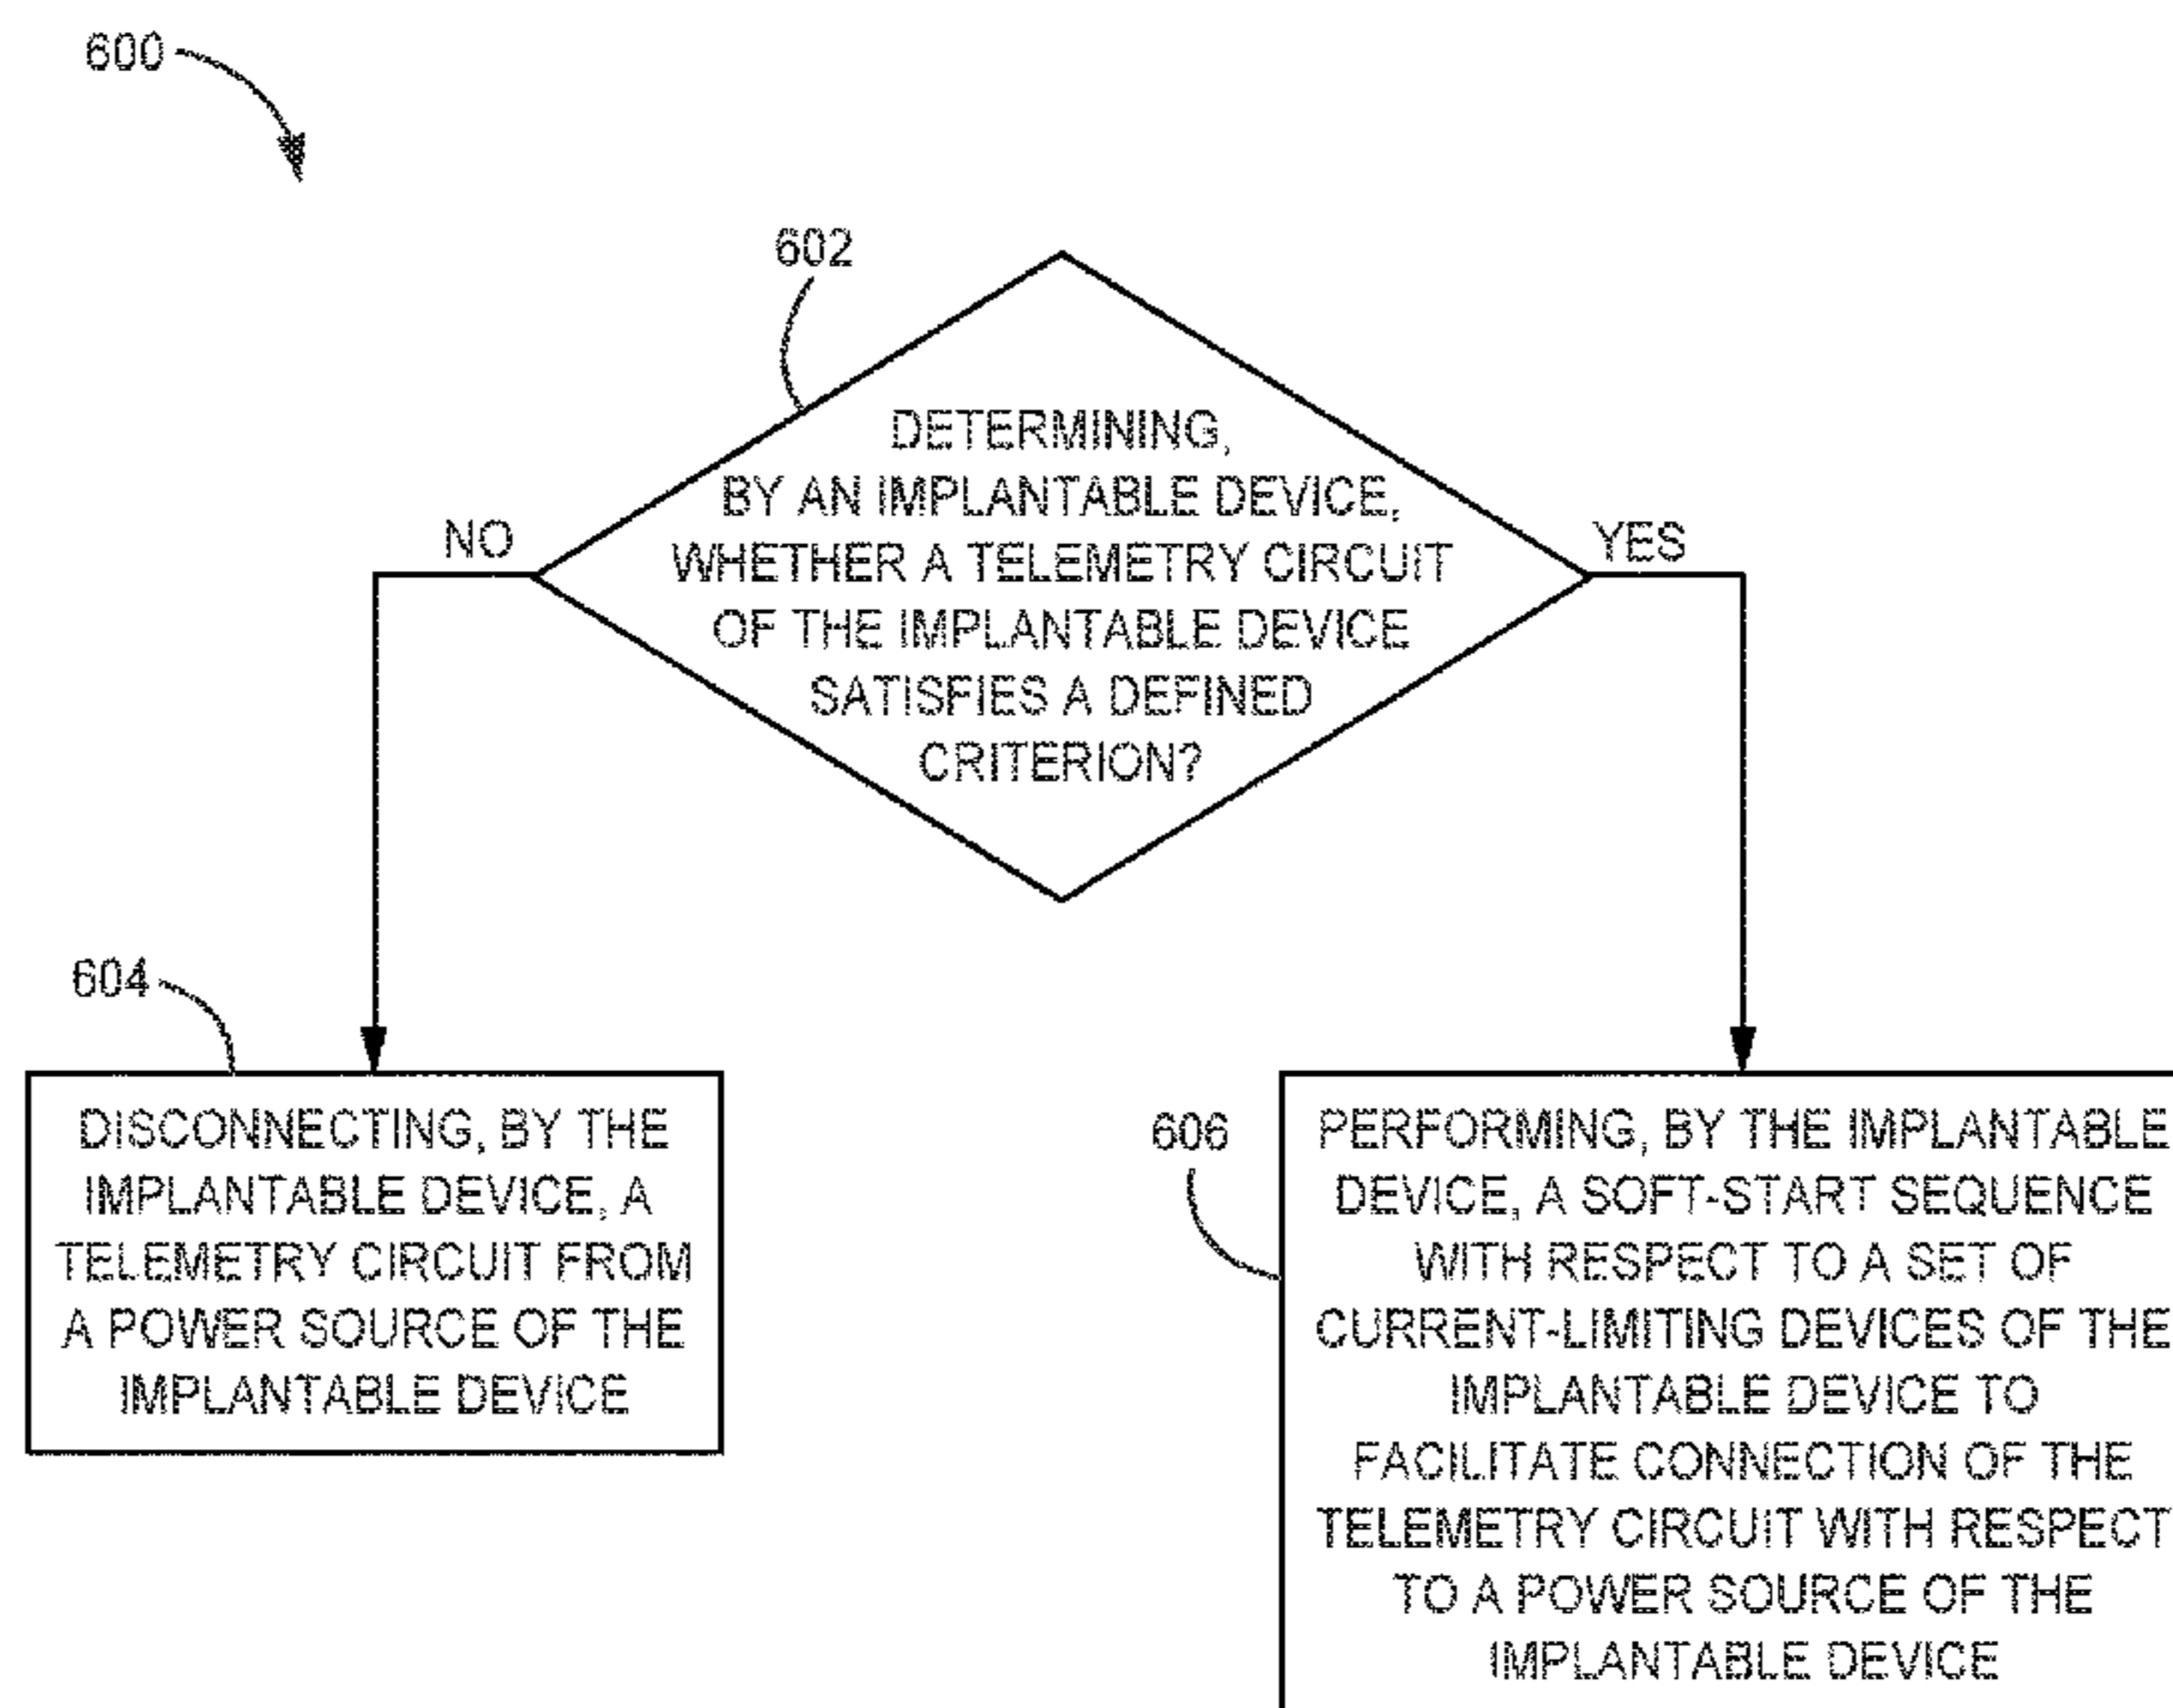 600
602
DETERMINING,
BY AN IMPLANTABLE DEVICE,
WHETHER A TELEMETRY CIRCUIT
OF THE IMPLANTABLE DEVICE
SATISFIES A DEFINED
CRITERION?
NO
YES
604
DISCONNECTING, BY THE
IMPLANTABLE DEVICE, A
TELEMETRY CIRCUIT FROM
A POWER SOURCE OF THE
IMPLANTABLE DEVICE
606
PERFORMING, BY THE IMPLANTABLE
DEVICE, A SOFT-START SEQUENCE
WITH RESPECT TO A SET OF
CURRENT-LIMITING DEVICES OF THE
IMPLANTABLE DEVICE TO
FACILITATE CONNECTION OF THE
TELEMETRY CIRCUIT WITH RESPECT
TO A POWER SOURCE OF THE
IMPLANTABLE DEVICE